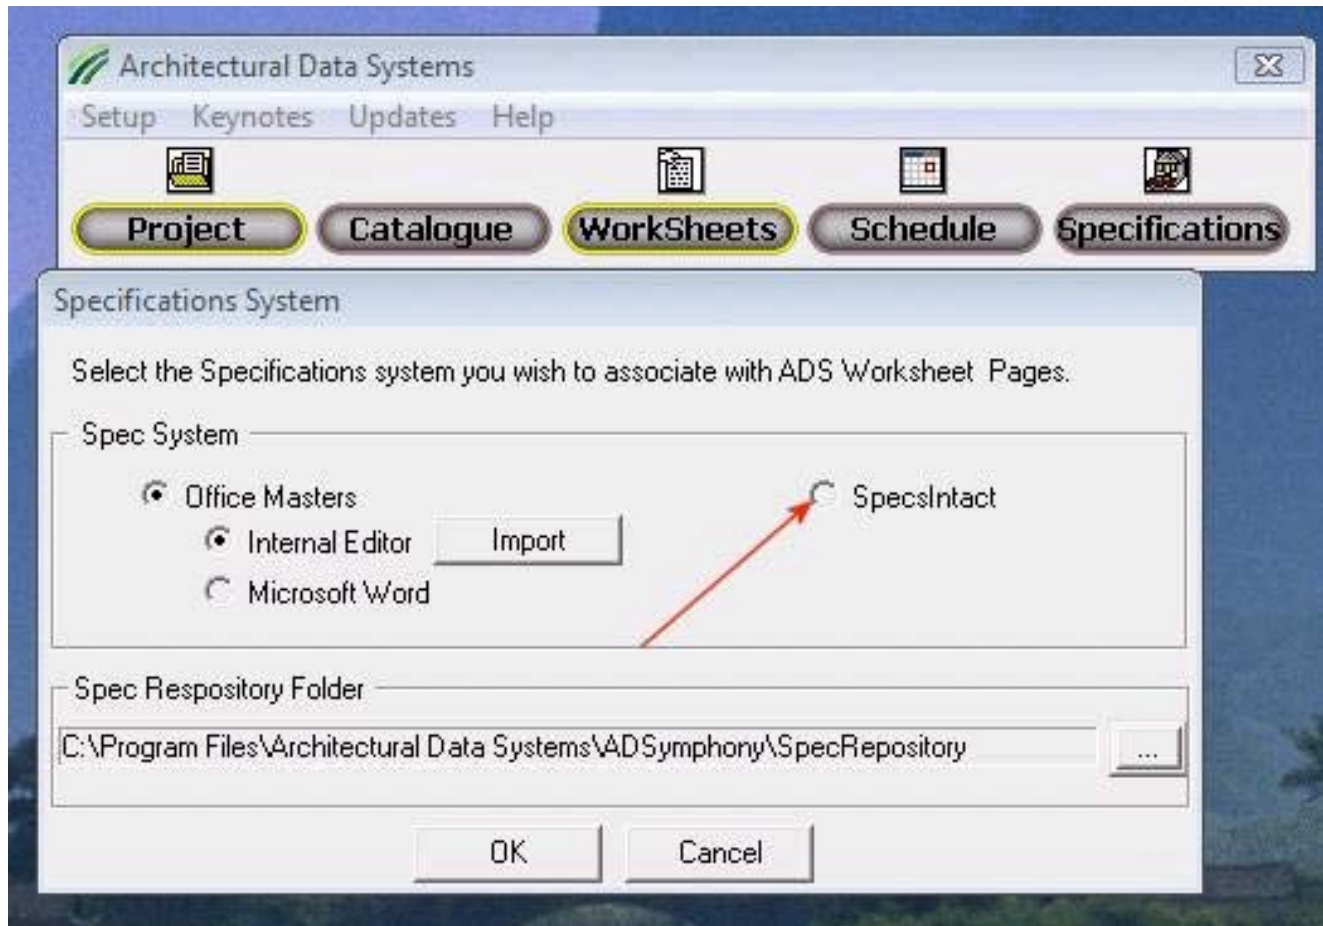 Architectural Data Systems
Setup Keynotes Updates Help
Project Catalogue WorkSheets Schedule Specifications
Specifications System
Select the Specifications system you wish to associate with ADS Worksheet Pages.
Spec System
Office Masters SpecsIntact
Internal Editor Import
Microsoft Word
Spec Respository Folder
C:\Program Files\Architectural Data Systems\ADSymphony\SpecRepository ...
OK Cancel